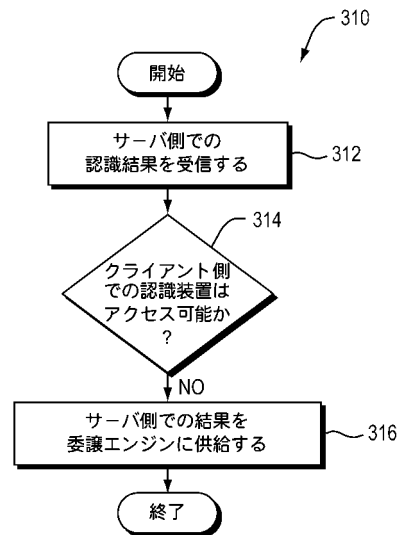 310
開始
サーバ側での
認識結果を受信する
312
314
クライアント側
での認識装置は
アクセス可能か
?
NO
サーバ側での結果を
委譲エンジンに供給する
316
終了